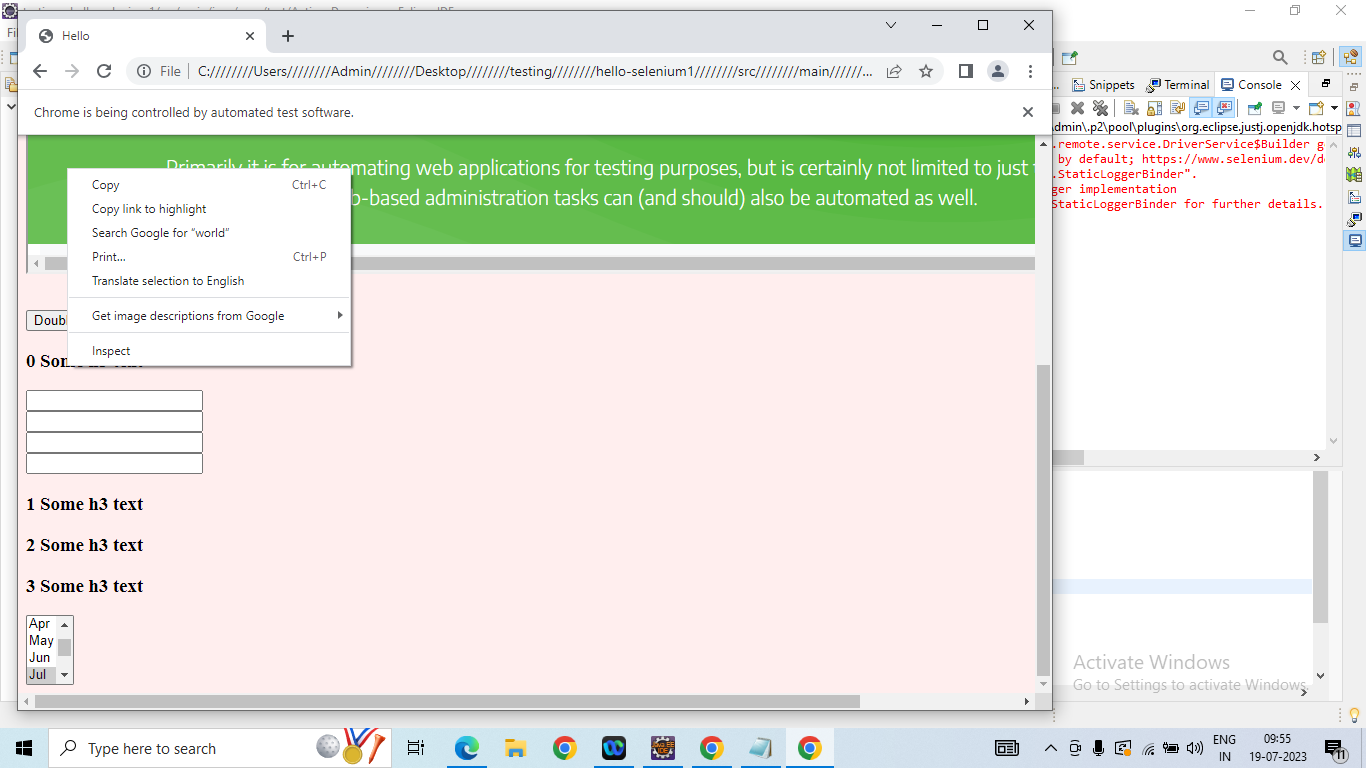 Hello
File
C:////////Users////////Admin////////Desktop////////testing////////hello-selenium1////////src////////main//////...
Chrome is being controlled by automated test software.
Primarily it is for automating web applications for testing purposes, but is certainly not limited to just
b-based administration tasks can (and should) also be automated as well.
Copy Ctrl+C
Copy link to highlight
Search Google for “world”
Print... Ctrl+P
Translate selection to English
Get image descriptions from Google
Inspect
Doub
0 Som
1 Some h3 text
2 Some h3 text
3 Some h3 text
Apr
May
Jun
Jul
Snippets Terminal Console
dmin\.p2\pool\plugins\org.eclipse.justj.openjdk.hotsp
.remote.service.DriverService$Builder g
by default; https://www.selenium.dev/d
.StaticLoggerBinder".
ger implementation
StaticLoggerBinder for further details.
Activate Windows
Go to Settings to activate Windows.
Type here to search
ENG
IN
09:55
19-07-2023
11